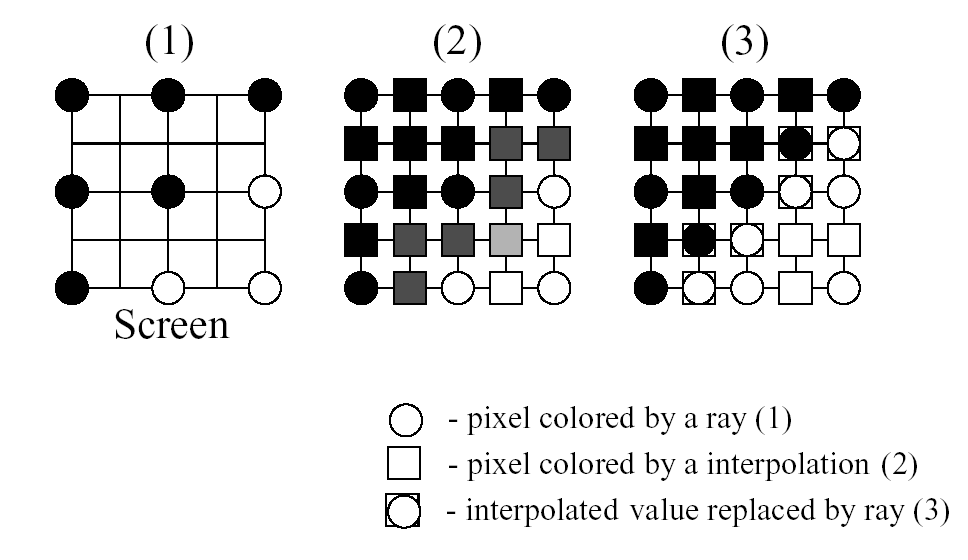 (1)
(2)
(3)
Screen
- pixel colored by a ray (1)
- pixel colored by a interpolation (2)
- interpolated value replaced by ray (3)